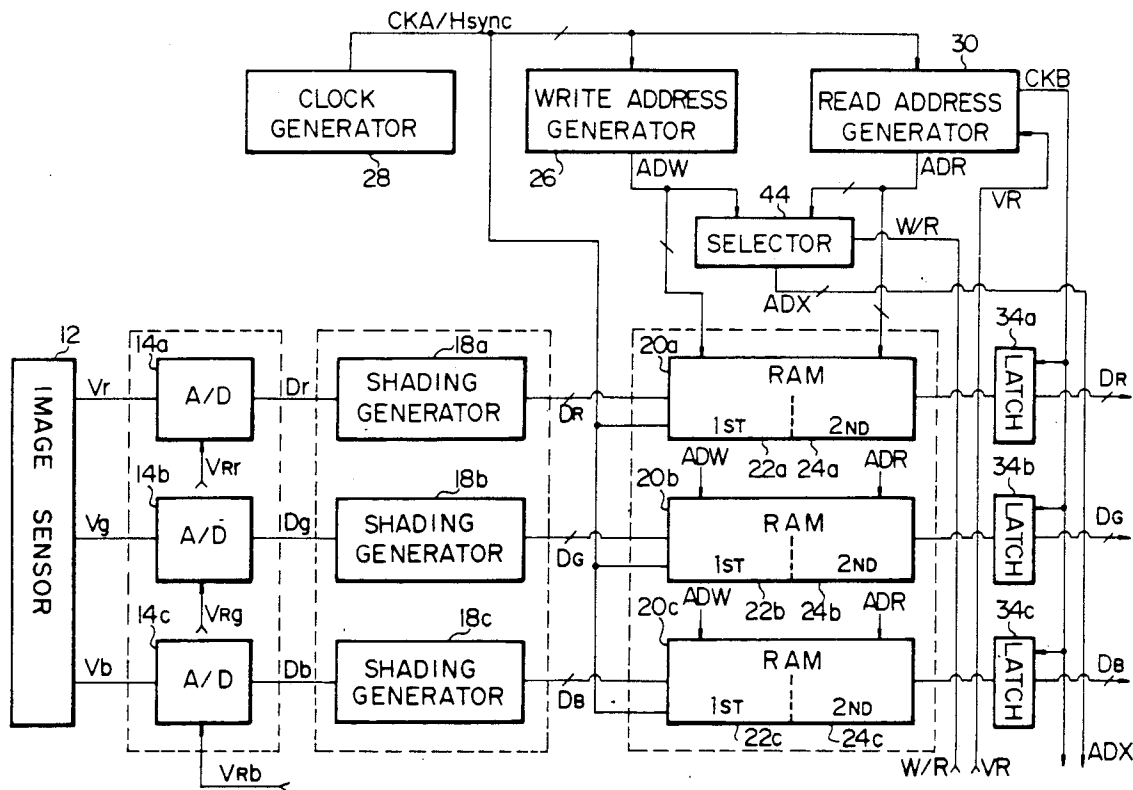 CKA/Hsync
30
CKB
CLOCK
GENERATOR
28
WRITE ADDRESS
GENERATOR
26
READ ADDRESS
GENERATOR
ADW
ADR
VR
44
SELECTOR
W/R
ADX
12
IMAGE SENSOR
14a
A/D
Vr
Dr
VRr
18a
SHADING
GENERATOR
DR
20a
RAM
1ST
2ND
22a
24a
34a
LATCH
DR
14b
A/D
Vg
Dg
VRg
18b
SHADING
GENERATOR
DG
ADW
ADR
20b
RAM
1ST
2ND
22b
24b
34b
LATCH
DG
14c
A/D
Vb
Db
VRb
18c
SHADING
GENERATOR
DB
ADW
ADR
20c
RAM
1ST
2ND
22c
24c
34c
LATCH
DB
W/R
VR
ADX